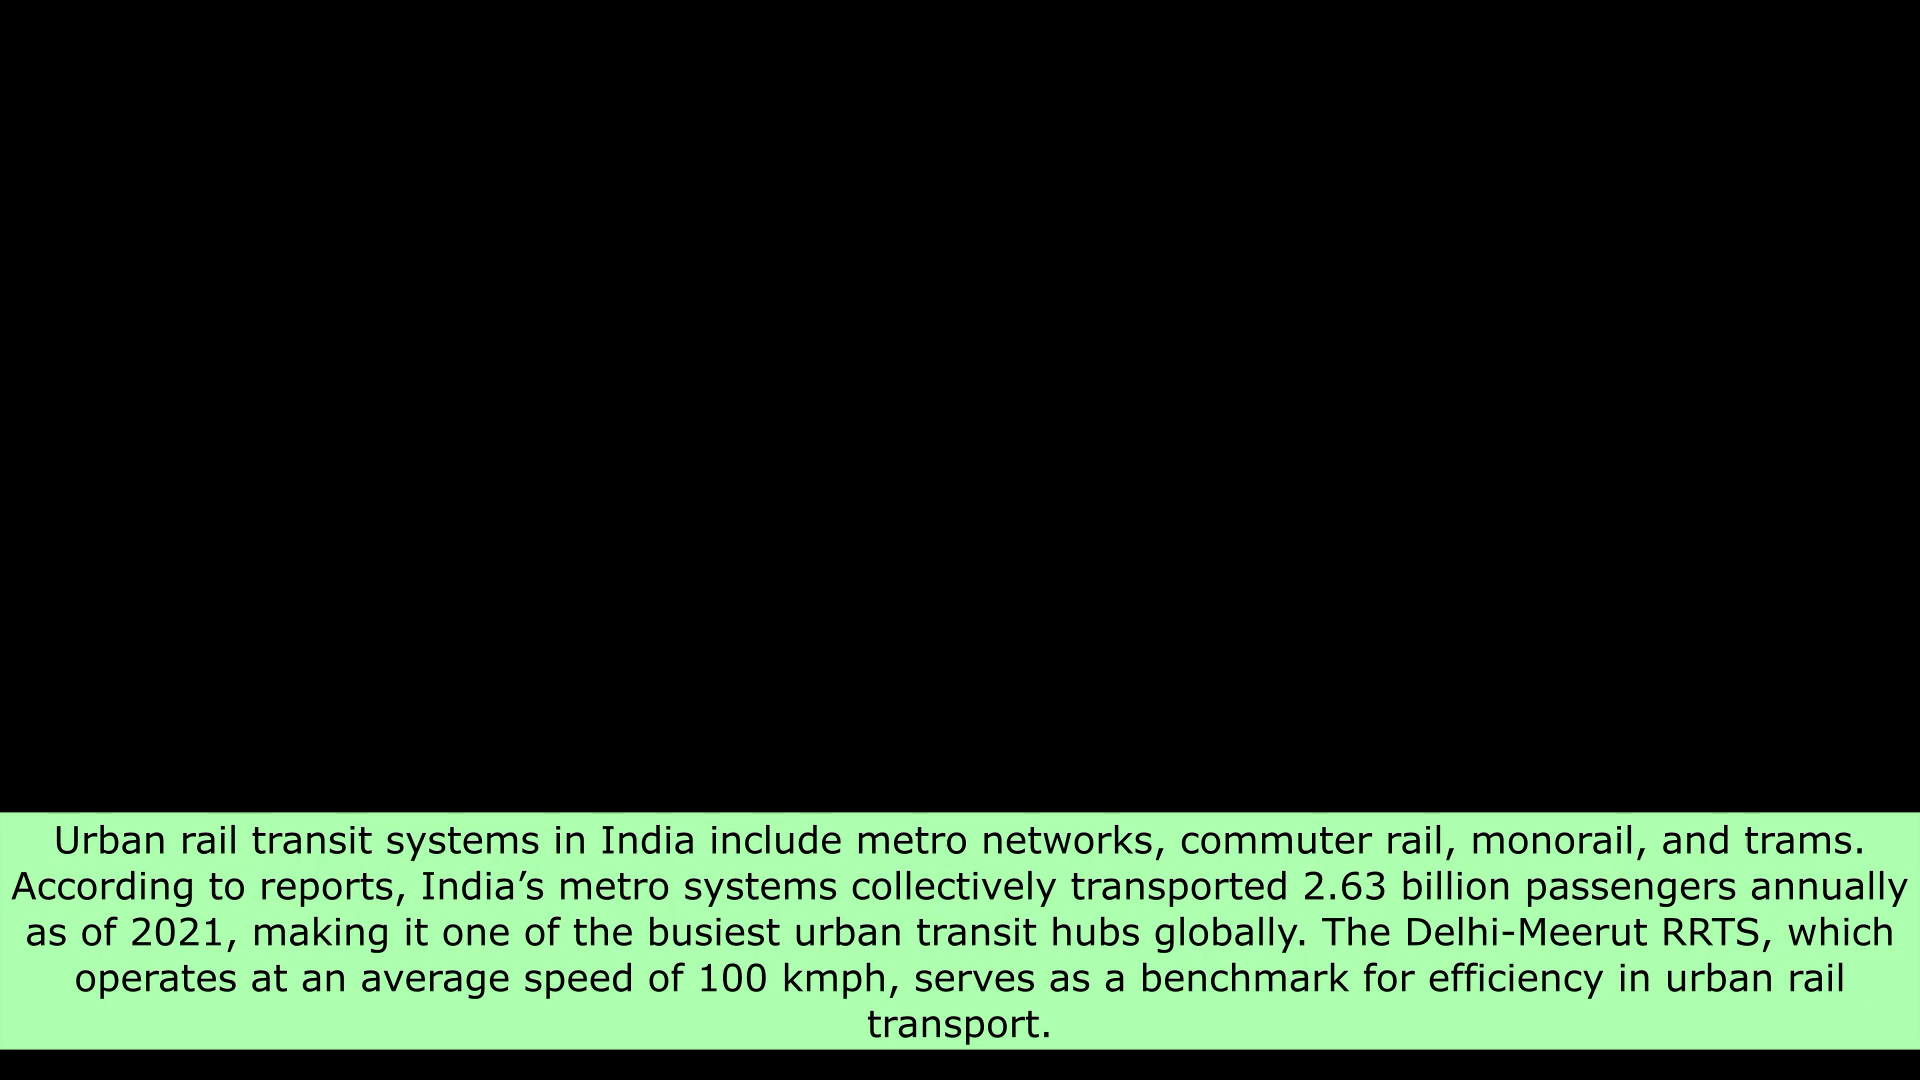 Urban rail transit systems in India include metro networks, commuter rail, monorail, and trams.
According to reports, India’s metro systems collectively transported 2.63 billion passengers annually
as of 2021, making it one of the busiest urban transit hubs globally. The Delhi-Meerut RRTS, which
operates at an average speed of 100 kmph, serves as a benchmark for efficiency in urban rail
transport.